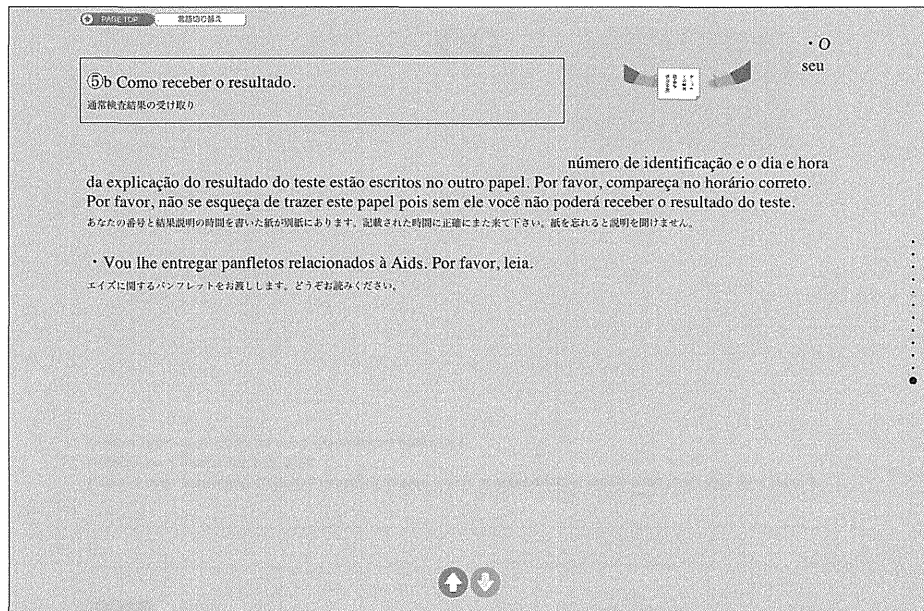 PAGE TOP 言語切り替え
⑤b Como receber o resultado.
通常検査結果の受け取り
・O
seu
número de identificação e o dia e hora
da explicação do resultado do teste estão escritos no outro papel. Por favor, compareça no horário correto.
Por favor, não se esqueça de trazer este papel pois sem ele você não poderá receber o resultado do teste.
あなたの番号と結果説明の時間を書いた紙が別紙にあります。記載された時間に正確にまた来て下さい。紙を忘れると説明を聞けません。
・Vou lhe entregar panfletos relacionados à Aids. Por favor, leia.
エイズに関するパンフレットをお渡しします。どうぞお読みください。